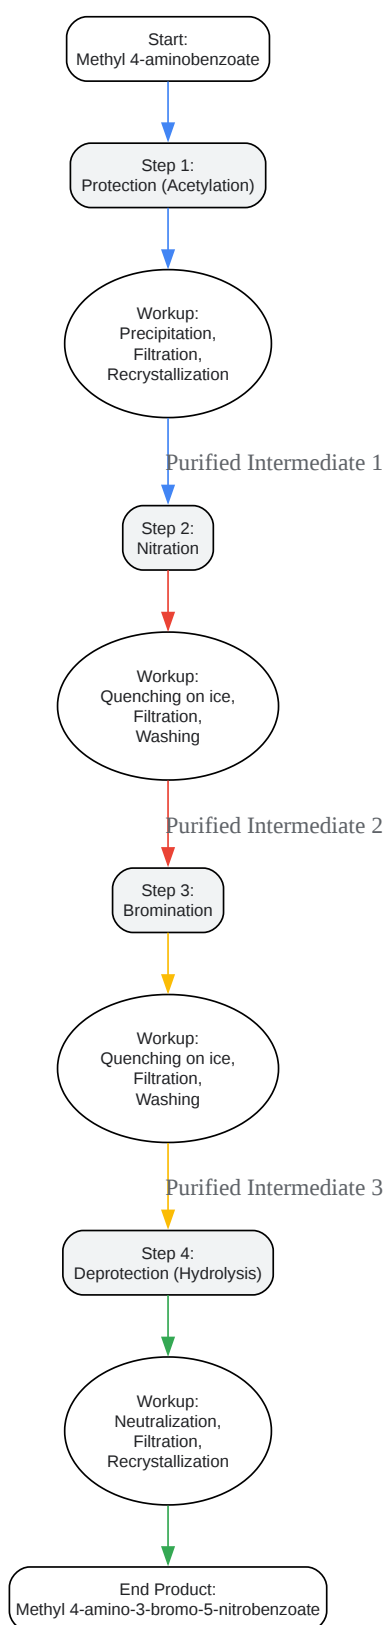 Start:
Methyl 4-aminobenzoate
Step 1:
Protection (Acetylation)
Workup:
Precipitation,
Filtration,
Recrystallization
Purified Intermediate 1
Step 2:
Nitration
Workup:
Quenching on ice,
Filtration,
Washing
Purified Intermediate 2
Step 3:
Bromination
Workup:
Quenching on ice,
Filtration,
Washing
Purified Intermediate 3
Step 4:
Deprotection (Hydrolysis)
Workup:
Neutralization,
Filtration,
Recrystallization
End Product:
Methyl 4-amino-3-bromo-5-nitrobenzoate